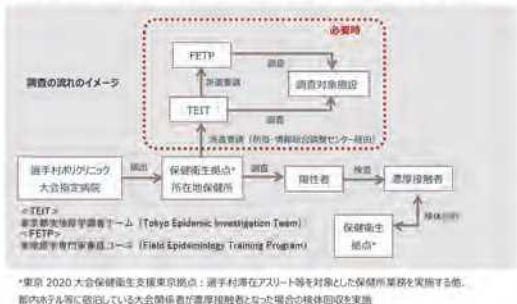 必要時
FETP
調査
調査の流れのイメージ
派遣要請
調査対象施設
TEIT
調査
派遣要請（防疫・情報総合調整センター経由）
選手村ポリクリニック
大会指定病院
届出
保健衛生拠点*
所在地保健所
調査
陽性者
検査
濃厚接触者
＜TEIT＞
東京都実地疫学調査チーム（Tokyo Epidemic Investigation Team）
＜FETP＞
実地疫学専門家養成コース（Field Epidemiology Training Program）
保健衛生
拠点*
検体回収
*東京 2020 大会保健衛生支援東京拠点：選手村滞在アスリート等を対象とした保健所業務を実施する他、
都内ホテル等に宿泊している大会関係者が濃厚接触者となった場合の検体回収を実施